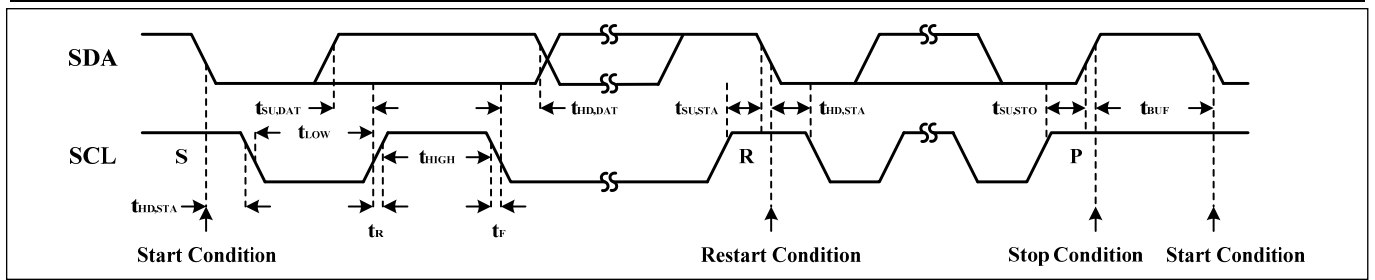 SDA
tSU,DAT
tHD,DAT
tSU,STA
tHD,STA
tSU,STO
tBUF
tLOW
SCL
S
tHIGH
R
P
tHD,STA
tR
tF
Start Condition
Restart Condition
Stop Condition
Start Condition